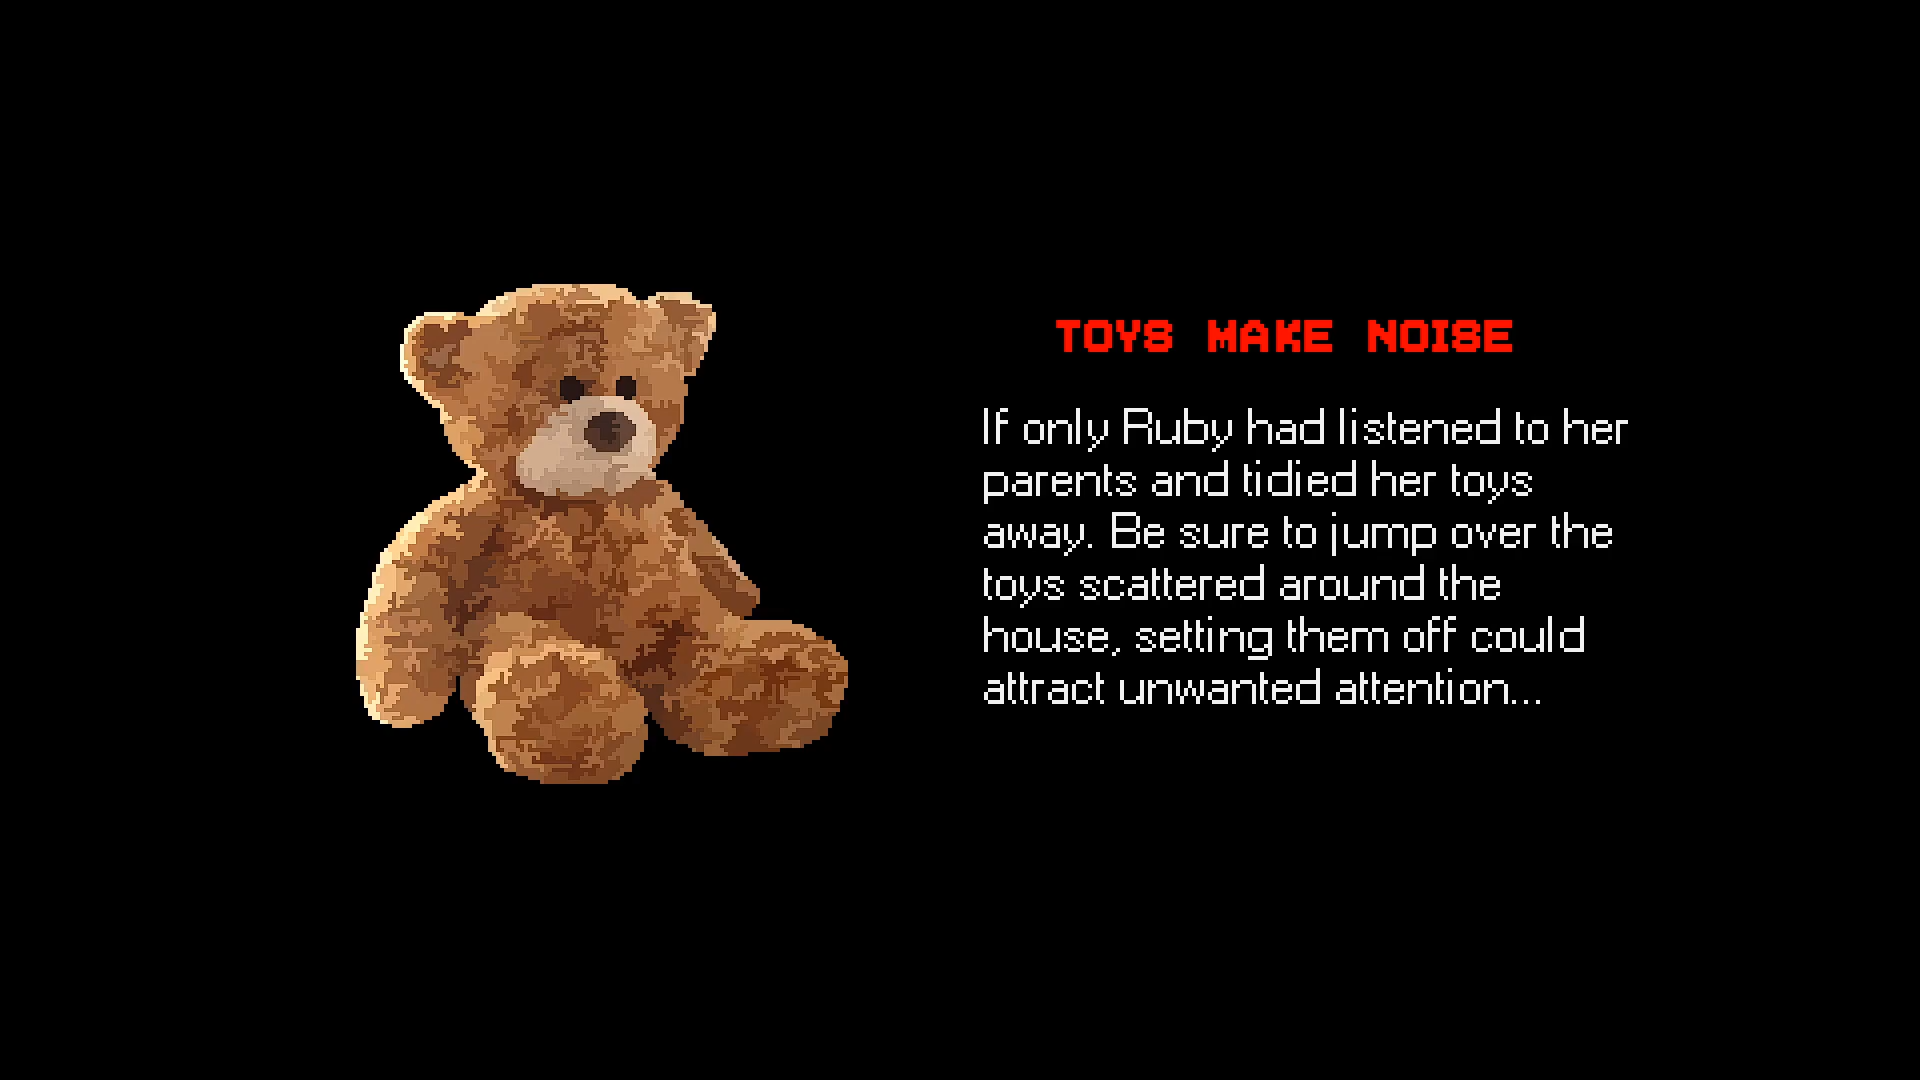 TOYS MAKE NOISE
If only Ruby had listened to her
parents and tidied her toys
away. Be sure to jump over the
toys scattered around the
house, setting them off could
attract unwanted attention...